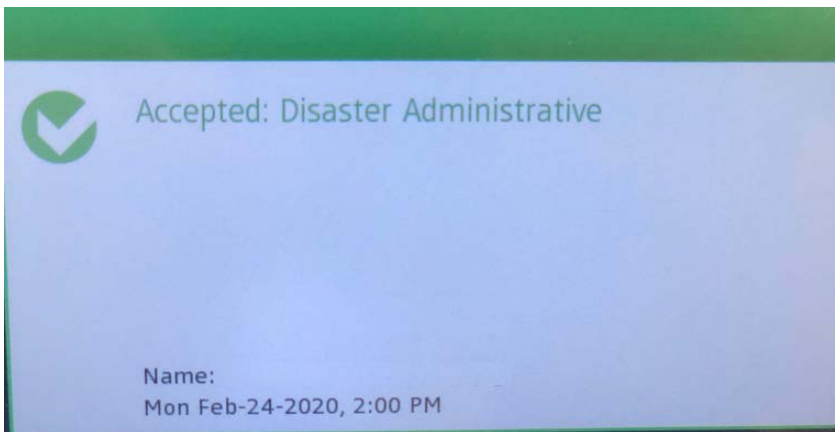 Accepted: Disaster Administrative
Name:
Mon Feb-24-2020, 2:00 PM